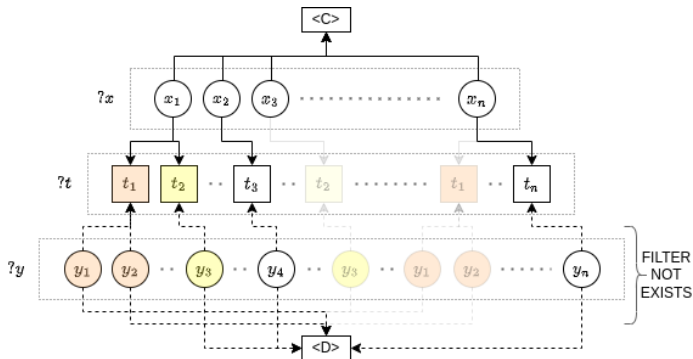 <C>
?x x₁ x₂ x₃ xₙ
?t t₁ t₂ t₃ t₂ t₁ tₙ
?y y₁ y₂ y₃ y₄ y₃ y₁ y₂ yₙ
FILTER
NOT
EXISTS
<D>